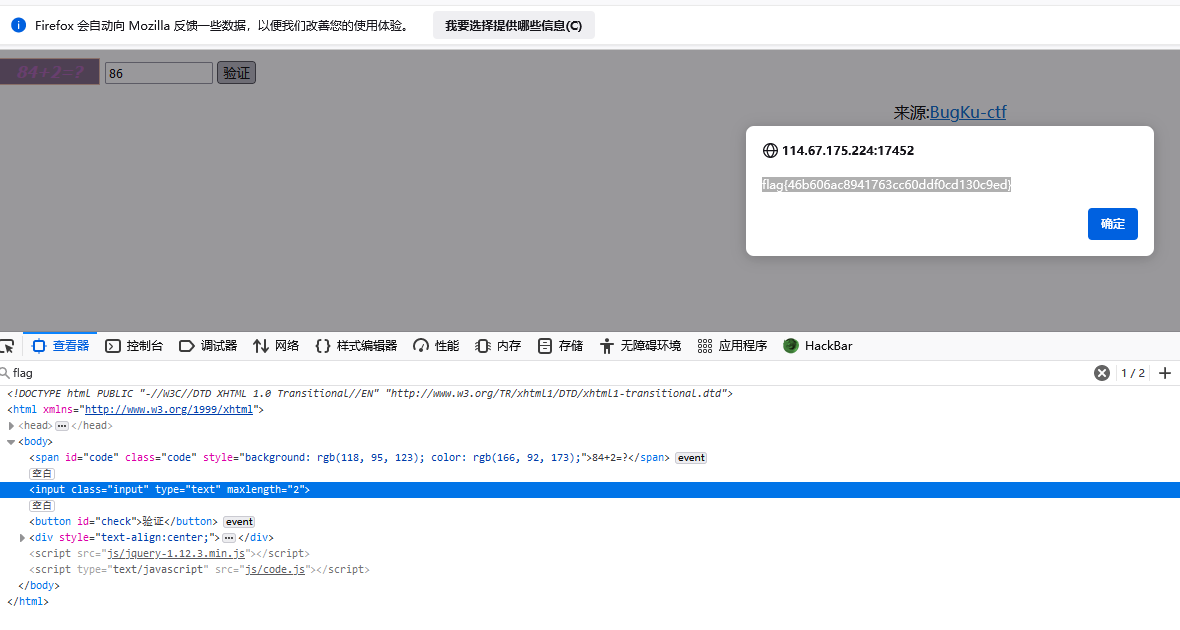 Firefox 会自动向 Mozilla 反馈一些数据，以便我们改善您的使用体验。 我要选择提供哪些信息(C)
84+2=? 86 验证
来源:BugKu-ctf
114.67.175.224:17452
flag{46b606ac8941763cc60ddf0cd130c9ed}
确定
查看器 控制台 调试器 网络 样式编辑器 性能 内存 存储 无障碍环境 应用程序 HackBar
flag 1 / 2
<!DOCTYPE html PUBLIC "-//W3C//DTD XHTML 1.0 Transitional//EN" "http://www.w3.org/TR/xhtml1/DTD/xhtml1-transitional.dtd">
<html xmlns="http://www.w3.org/1999/xhtml">
<head> ••• </head>
<body>
<span id="code" class="code" style="background: rgb(118, 95, 123); color: rgb(166, 92, 173);">84+2=?</span> event
空白
<input class="input" type="text" maxlength="2">
空白
<button id="check">验证</button> event
<div style="text-align:center;"> ••• </div>
<script src="js/jquery-1.12.3.min.js"></script>
<script type="text/javascript" src="js/code.js"></script>
</body>
</html>